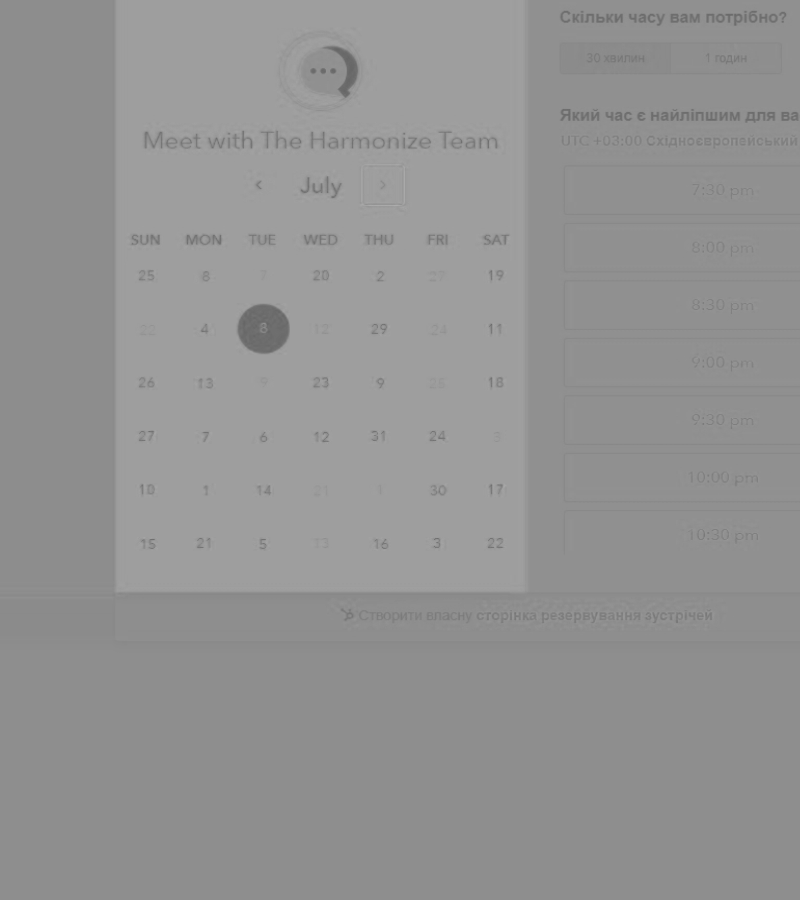 Meet with The Harmonize Team
July
SUN MON TUE WED THU FRI SAT
25 8 7 20 2 27 19
22 4 8 12 29 24 11
26 13 9 23 9 28 18
27 7 6 12 31 24 3
10 1 14 21 1 30 17
15 21 5 13 16 3 22
Скільки часу вам потрібно?
30 хвилин 1 годин
Який час є найліпшим для ва
UTC +03:00 Східноєвропейський
7:30 pm
8:00 pm
8:30 pm
9:00 pm
9:30 pm
10:00 pm
10:30 pm
Створити власну сторінка резервування зустрічей